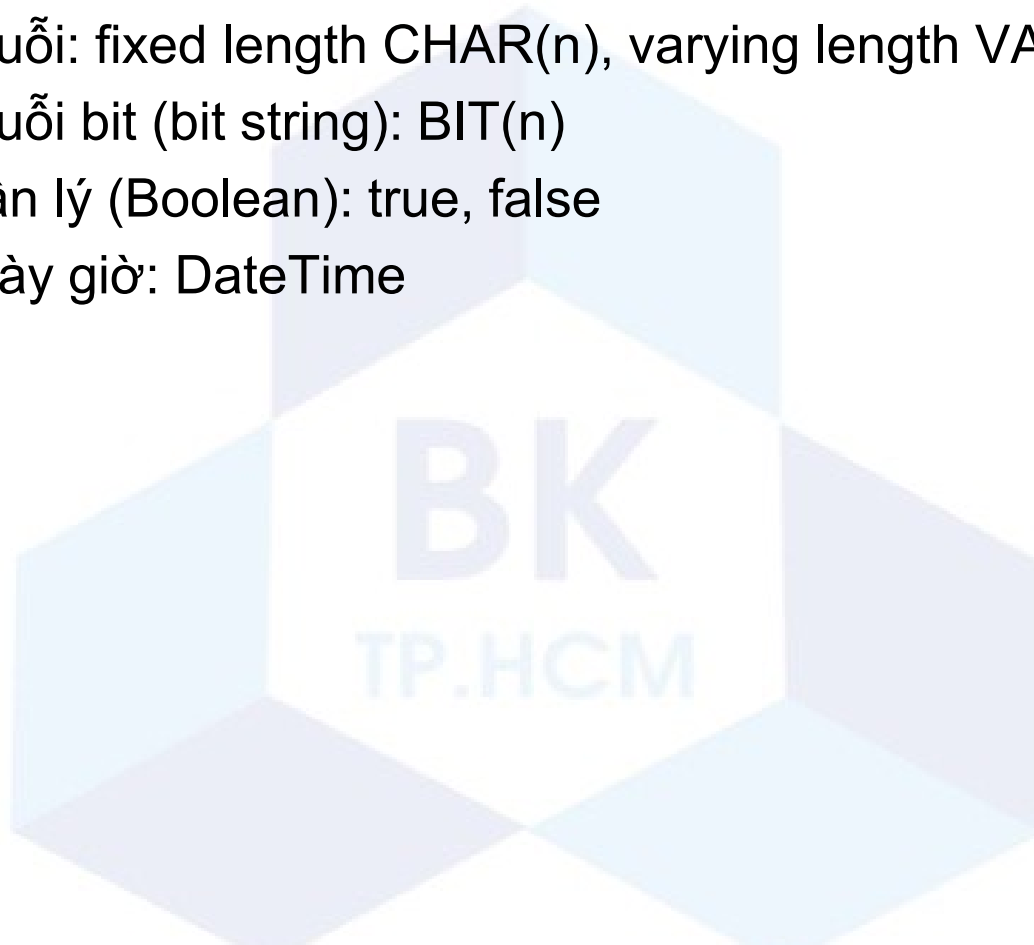 uỗi: fixed length CHAR(n), varying length VA
uỗi bit (bit string): BIT(n)
ân lý (Boolean): true, false
ày giờ: DateTime
BK
TP.HCM